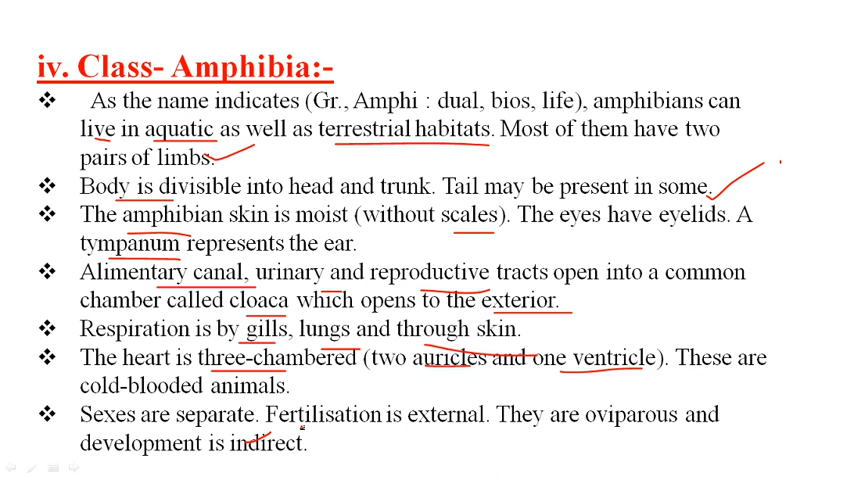 iv. Class- Amphibia:-
❖ As the name indicates (Gr., Amphi : dual, bios, life), amphibians can
live in aquatic as well as terrestrial habitats. Most of them have two
pairs of limbs.
❖ Body is divisible into head and trunk. Tail may be present in some.
❖ The amphibian skin is moist (without scales). The eyes have eyelids. A
tympanum represents the ear.
❖ Alimentary canal, urinary and reproductive tracts open into a common
chamber called cloaca which opens to the exterior.
❖ Respiration is by gills, lungs and through skin.
❖ The heart is three-chambered (two auricles and one ventricle). These are
cold-blooded animals.
❖ Sexes are separate. Fertilisation is external. They are oviparous and
development is indirect.